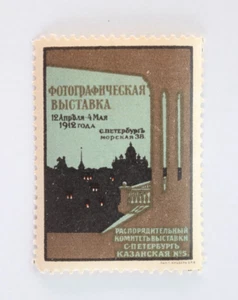 ФОТОГРАФИЧЕСКАЯ
ВЫСТАВКА
12 АПРѢЛЯ-4 МАЯ
1912 ГОДА
С.ПЕТЕРБУРГЪ
МОРСКАЯ 38.
РАСПОРЯДИТЕЛЬНЫЙ
КОМИТЕТЪ ВЫСТАВКИ
С-ПЕТЕРБУРГЪ
КАЗАНСКАЯ №5.